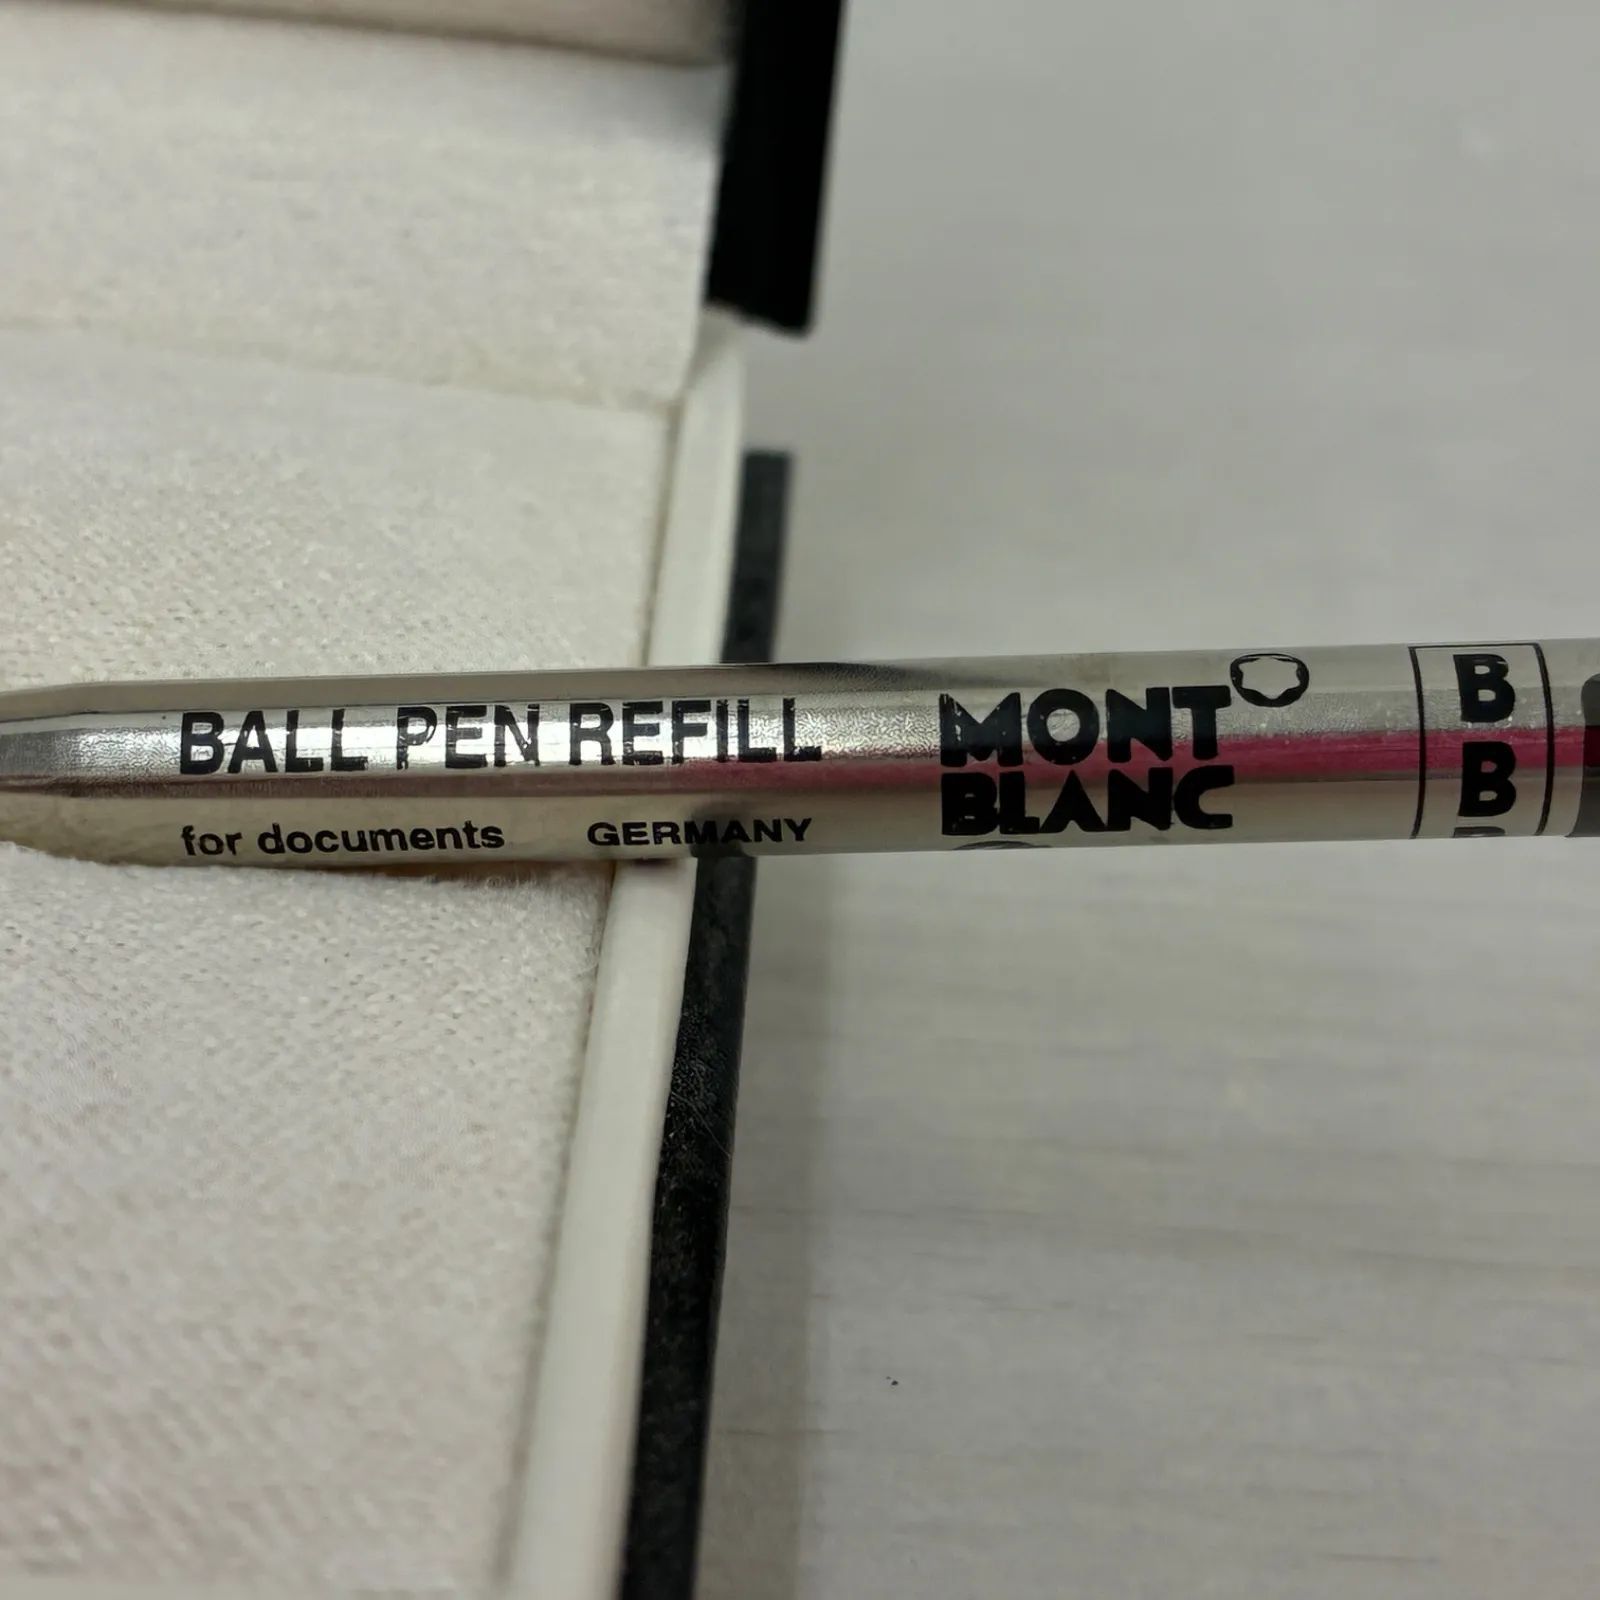 BALL PEN REFILL
for documents GERMANY
MONT
BLANC
B
B